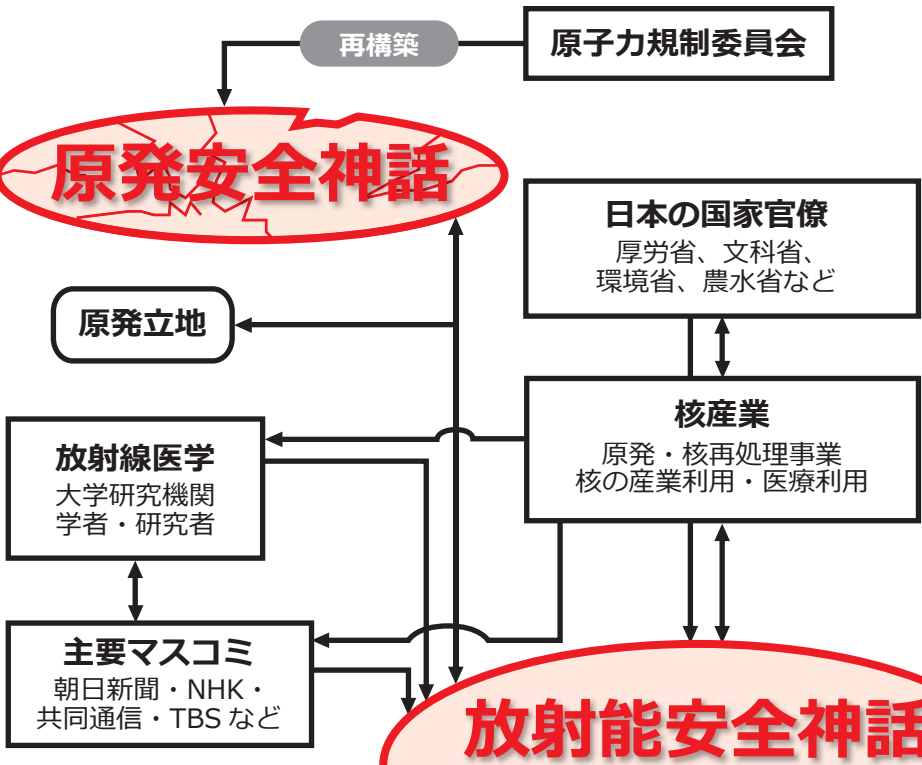 再構築
原子力規制委員会
原発安全神話
日本の国家官僚
厚労省、文科省、
環境省、農水省など
原発立地
核産業
原発・核再処理事業
核の産業利用・医療利用
放射線医学
大学研究機関
学者・研究者
主要マスコミ
朝日新聞・NHK・
共同通信・TBS など
放射能安全神話